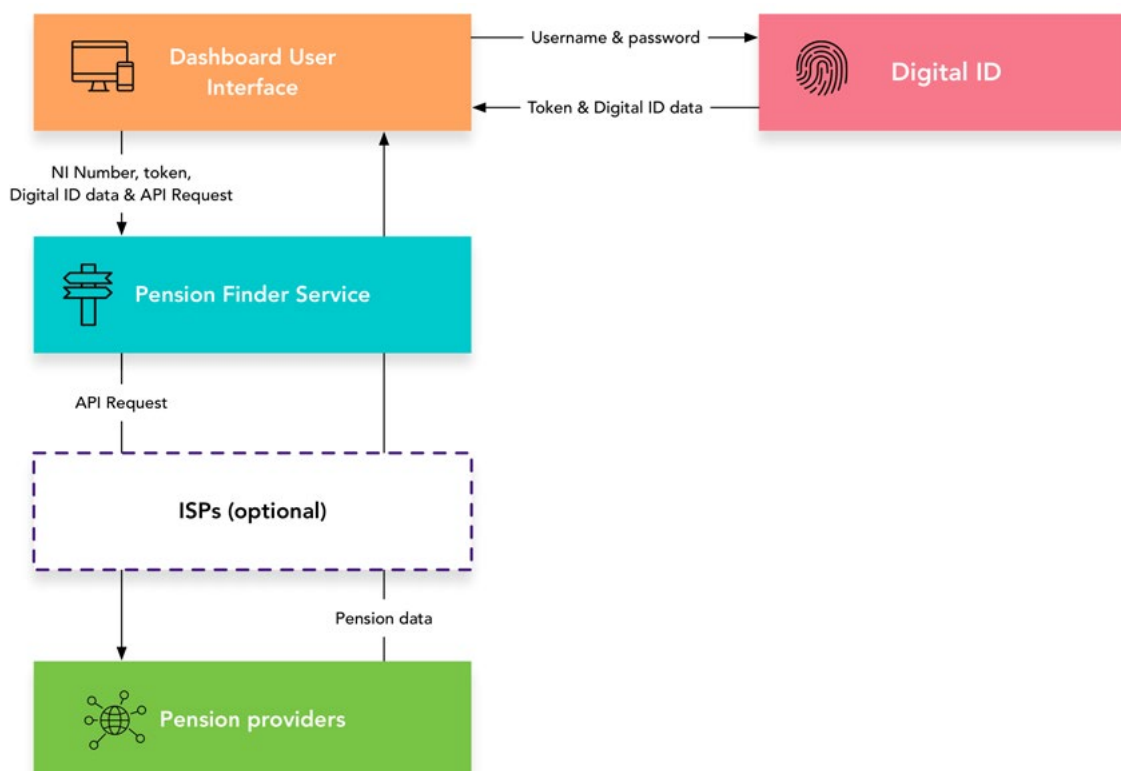 Dashboard User
Interface
Username & password
Digital ID
Token & Digital ID data
NI Number, token,
Digital ID data & API Request
Pension Finder Service
API Request
ISPs (optional)
Pension data
Pension providers